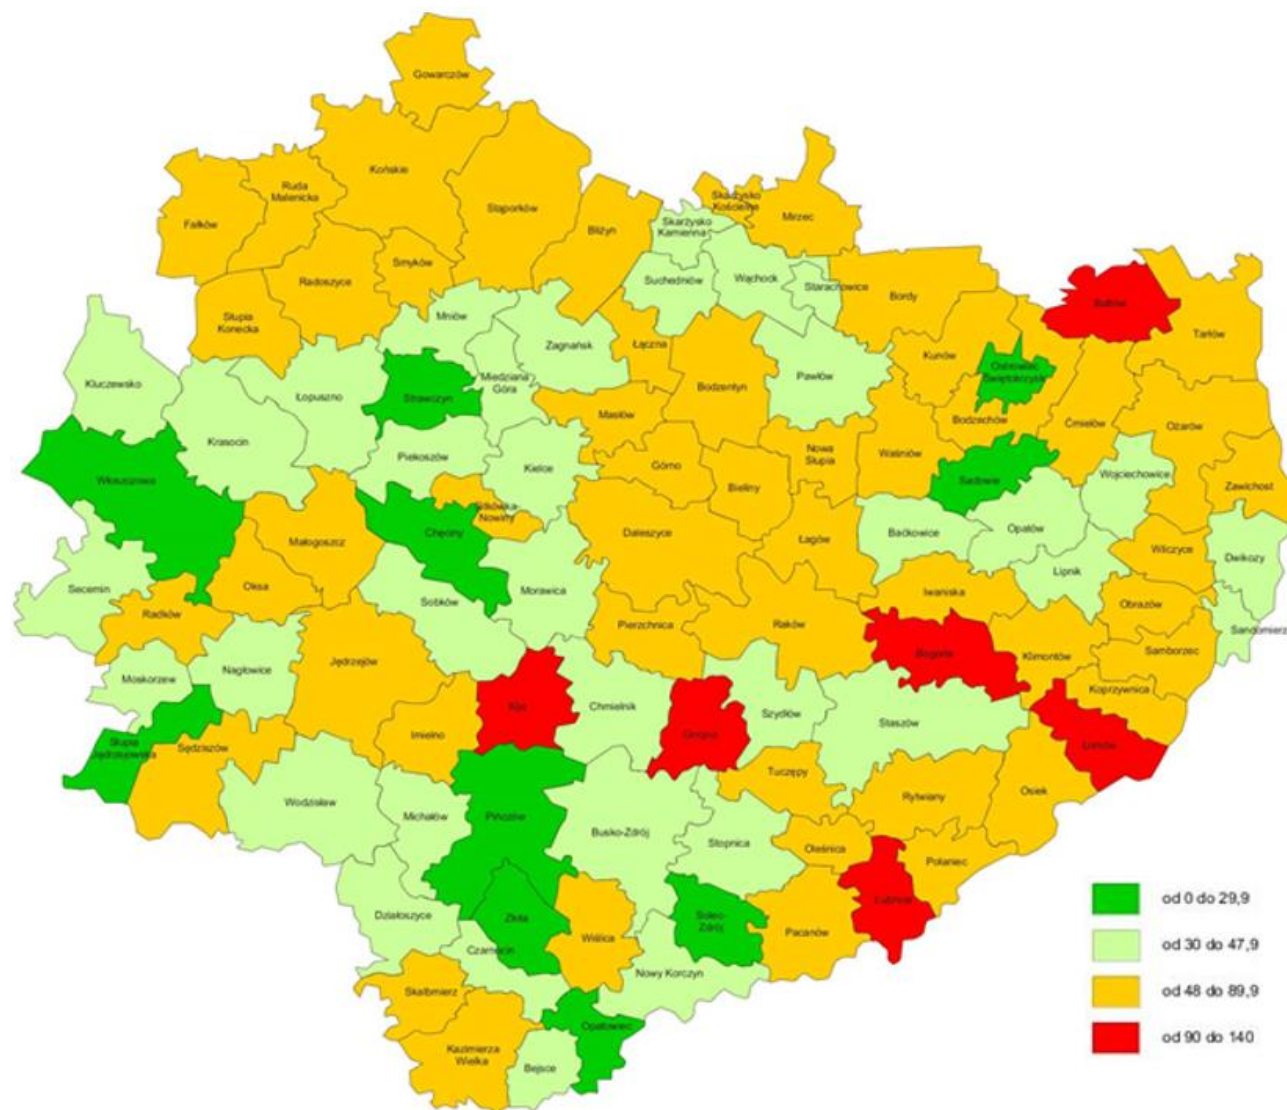 Gowarczów
Końskie
Ruda
Malenicka
Stąporków
Fałków
Skarżysko
Kościelne
Mirzec
Bliżyn
Skarżysko
Kamienna
Smyków
Radoszyce
Suchedniów
Wąchock
Starachowice
Bordy
Tarłów
Słupia
Konecka
Mniów
Zagnańsk
Łączna
Kunów
Ostrowiec
Świętokrzyski
Kluczewsko
Łopuszno
Strawczyn
Miedziana
Góra
Bodzentyn
Pawłów
Krasocin
Masłów
Bodzechów
Ćmielów
Ożarów
Piekoszów
Kielce
Górno
Nowa
Słupia
Waśniów
Sadowie
Wojciechowice
Zawichost
Włoszczowa
Bieliny
Sitkówka-
Nowiny
Chęciny
Małogoszcz
Daleszyce
Łagów
Baćkowice
Opatów
Wilczyce
Dwikozy
Secemin
Oksa
Morawica
Lipnik
Sobków
Iwaniska
Obrazów
Radków
Pierzchnica
Raków
Sandomierz
Samborzec
Jędrzejów
Nagłowice
Moskorzew
Bogoria
Klimontów
Koprzywnica
Kije
Chmielnik
Gnojno
Szydłów
Staszów
Imielno
Łoniów
Słupia
Jędrzejowska
Sędziszów
Tuczępy
Osiek
Wodzisław
Michałów
Pińczów
Busko-Zdrój
Rytwiany
Stopnica
Oleśnica
Połaniec
Łubnice
Działoszyce
Złota
Solec-
Zdrój
Pacanów
Wiślica
Czarnocin
Nowy Korczyn
Skalbmierz
Opatowiec
Kazimierza
Wielka
Bejsce
od 0 do 29,9
od 30 do 47,9
od 48 do 89,9
od 90 do 140